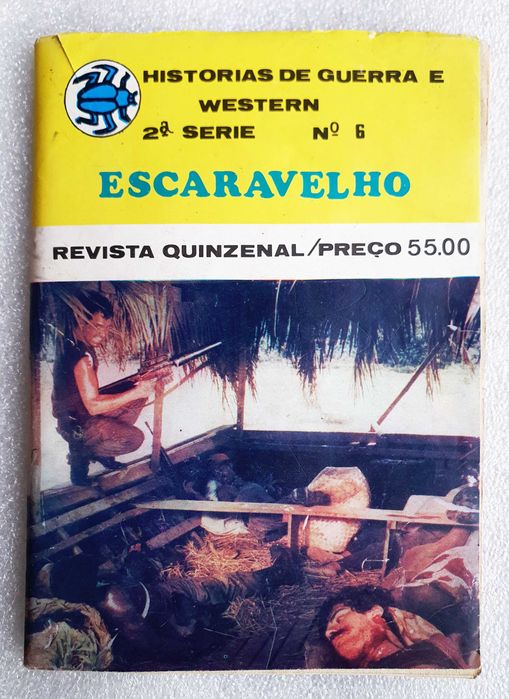 HISTORIAS DE GUERRA E
WESTERN
2ª SERIE Nº 6
ESCARAVELHO
REVISTA QUINZENAL/PREÇO 55.00